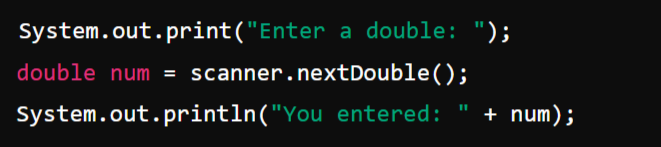 System.out.print("Enter a double: ");
double num = scanner.nextDouble();
System.out.println("You entered: " + num);